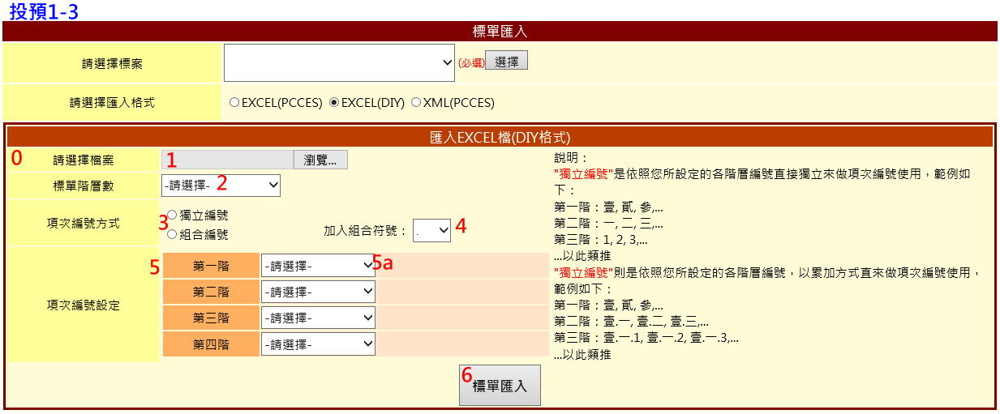 投預1-3
標單匯入
請選擇標案 (必選) 選擇
請選擇匯入格式 EXCEL(PCCES) EXCEL(DIY) XML(PCCES)
匯入EXCEL檔(DIY格式)
0 請選擇檔案 1 瀏覽...
標單階層數 -請選擇- 2
項次編號方式 3 獨立編號
組合編號 加入組合符號： . 4
項次編號設定 5
第一階 -請選擇- 5a
第二階 -請選擇-
第三階 -請選擇-
第四階 -請選擇-
說明：
"獨立編號"是依照您所設定的各階層編號直接獨立來做項次編號使用，範例如
下：
第一階：壹, 貳, 參,...
第二階：一, 二, 三,...
第三階：1, 2, 3,...
...以此類推
"獨立編號"則是依照您所設定的各階層編號，以累加方式直來做項次編號使用，
範例如下：
第一階：壹, 貳, 參,...
第二階：壹.一, 壹.二, 壹.三,...
第三階：壹.一.1, 壹.一.2, 壹.一.3,...
...以此類推
6 標單匯入